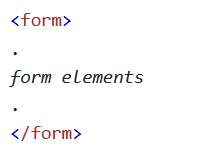 <form>
.
form elements
.
</form>